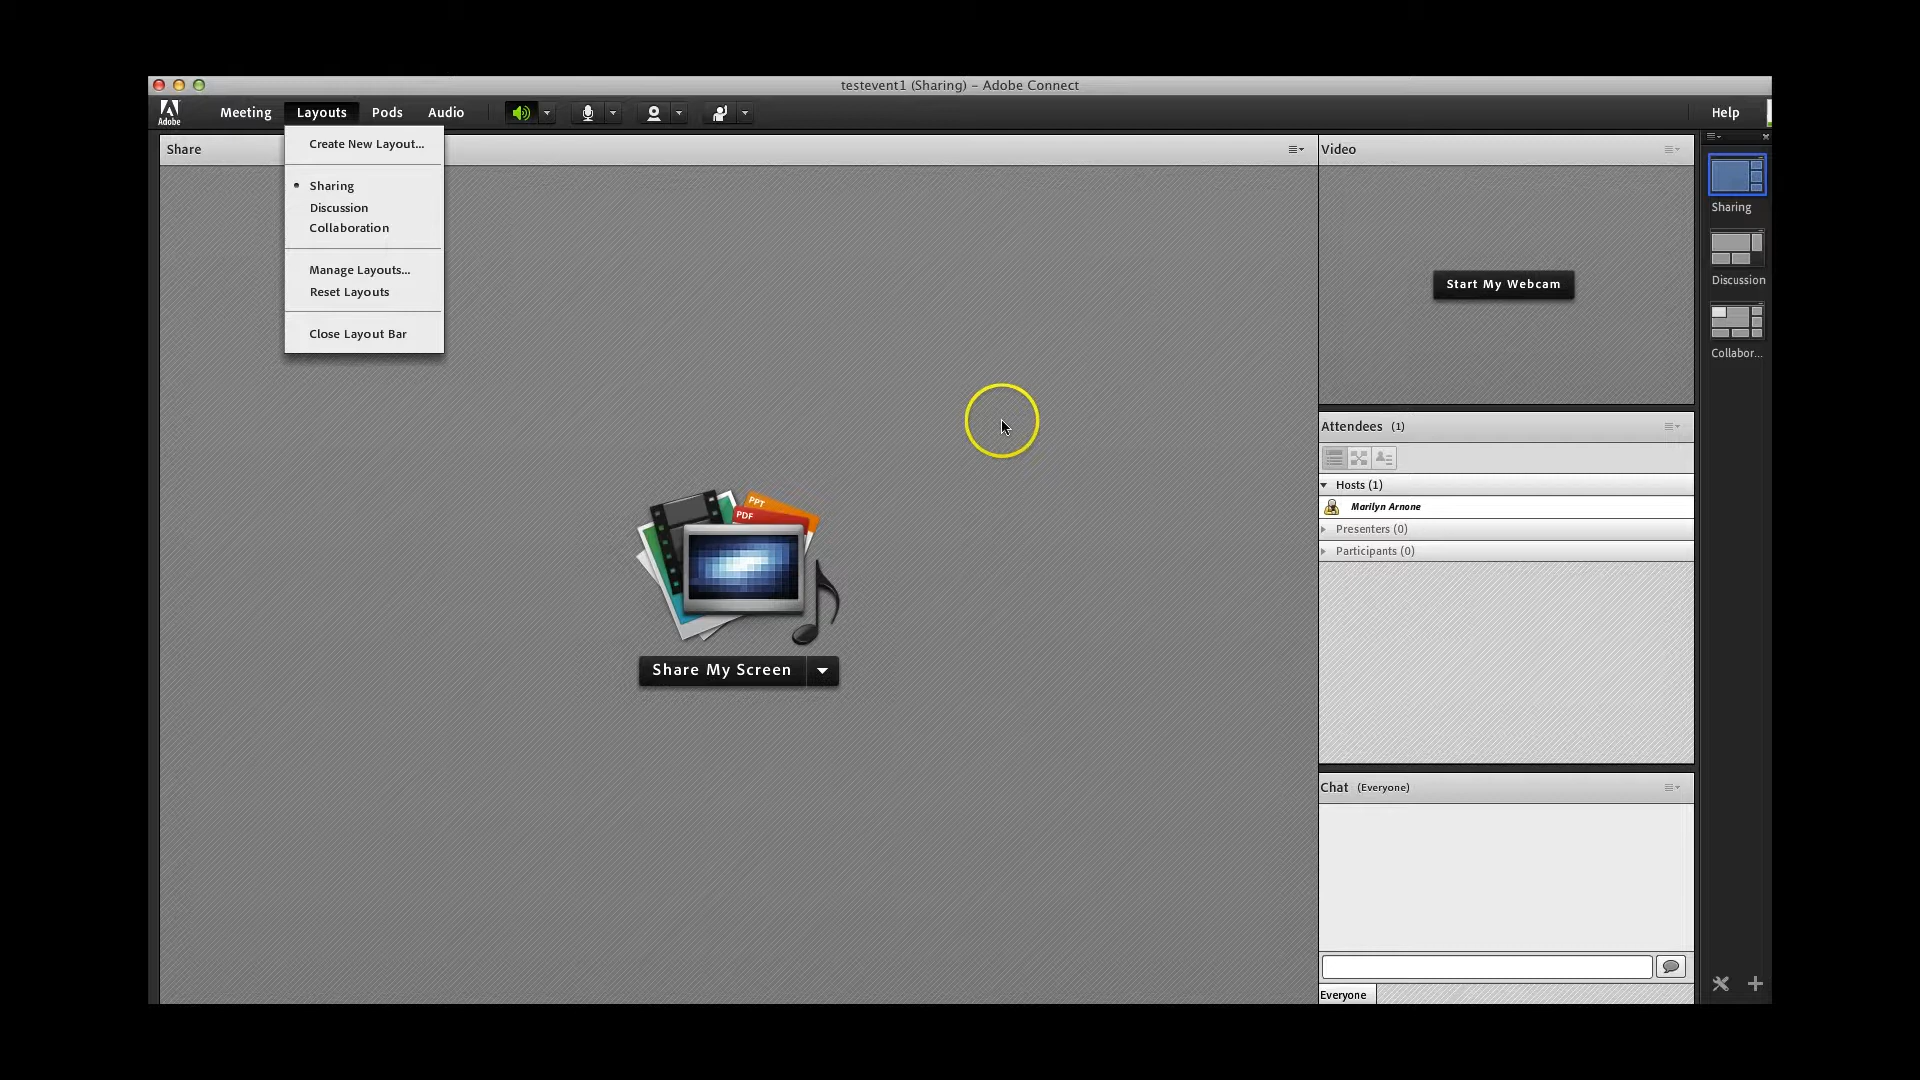 testevent1 (Sharing) – Adobe Connect
Adobe
Meeting
Layouts
Pods
Audio
Help
Create New Layout...
Sharing
Discussion
Collaboration
Manage Layouts...
Reset Layouts
Close Layout Bar
Share
PPT
PDF
Share My Screen
Video
Start My Webcam
Attendees (1)
Hosts (1)
Marilyn Arnone
Presenters (0)
Participants (0)
Chat (Everyone)
Everyone
Sharing
Discussion
Collabor...